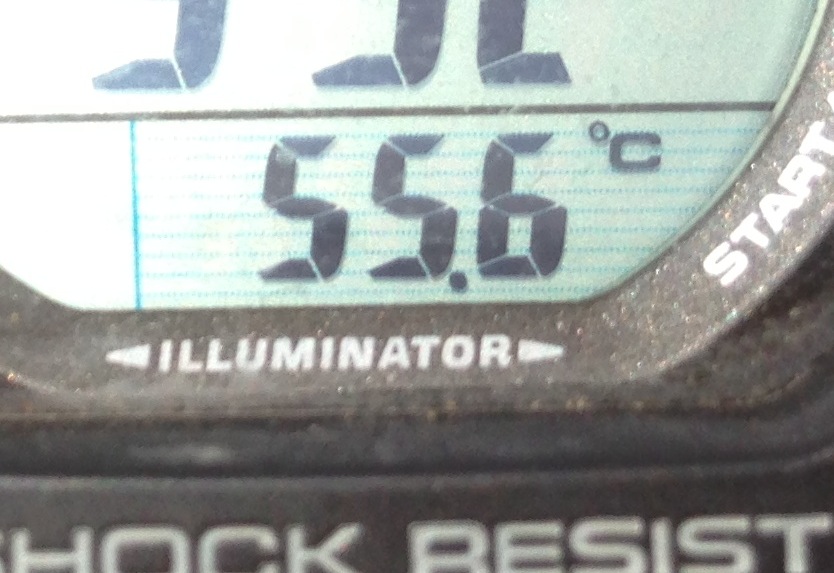 55.6 °C
START
ILLUMINATOR
SHOCK RESIST